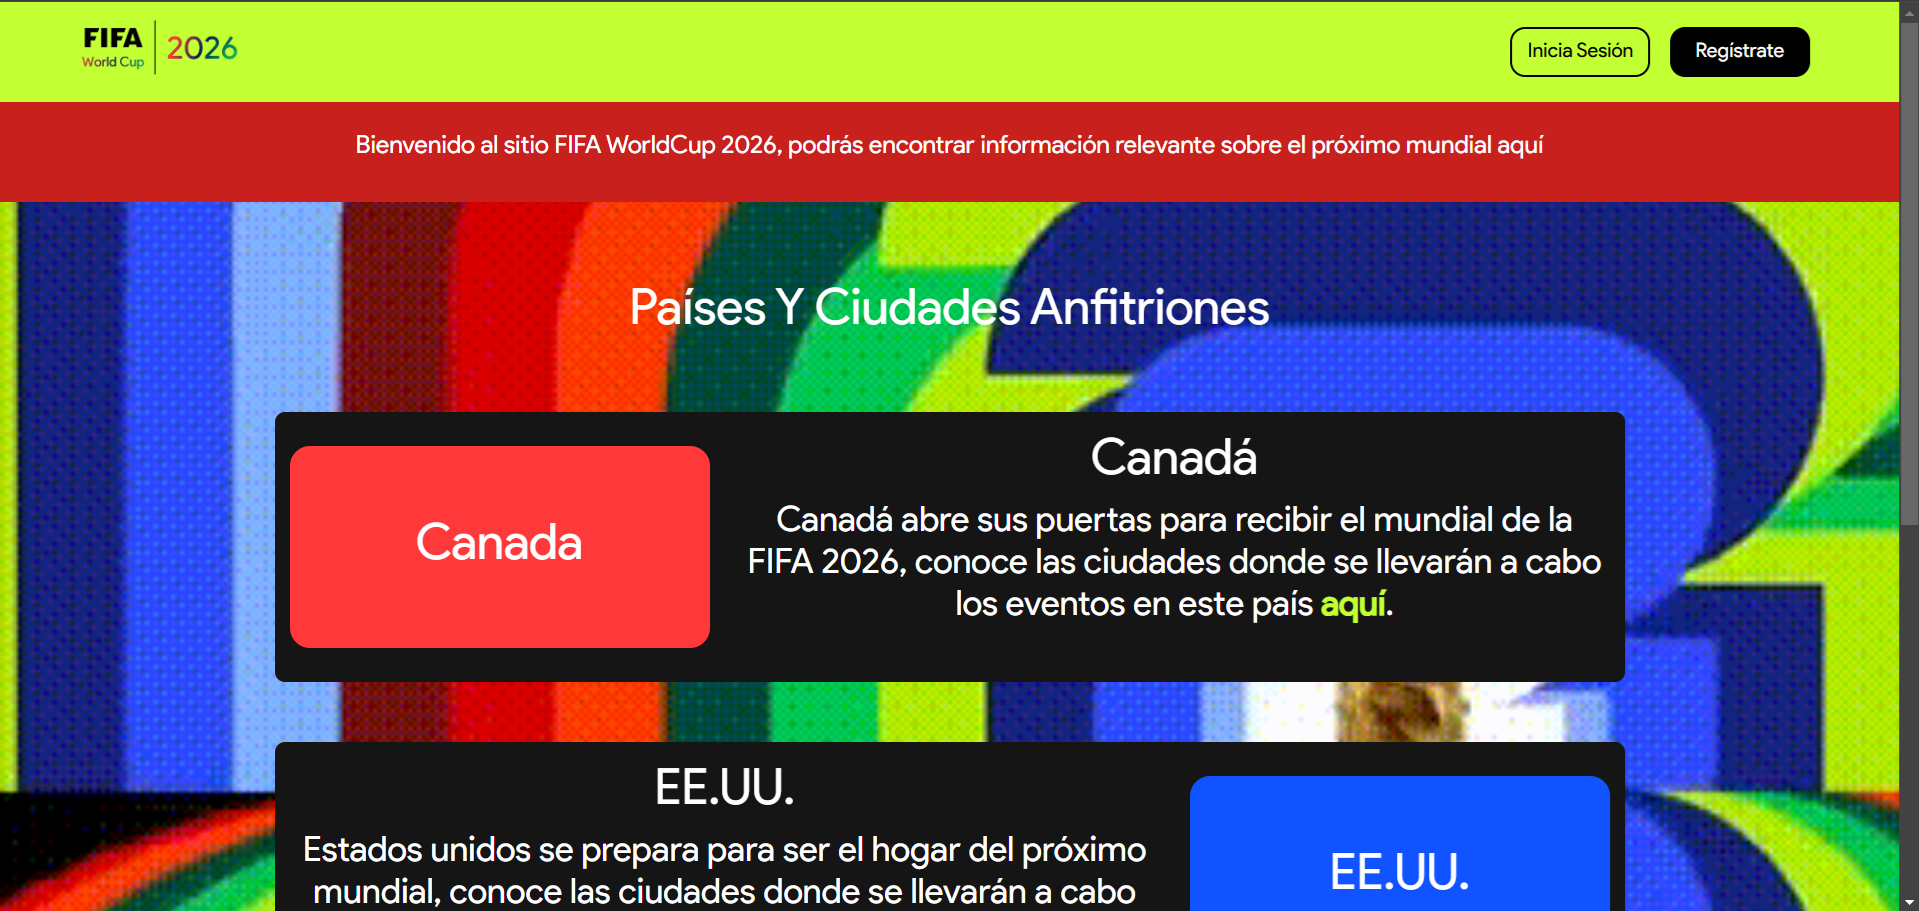 FIFA
World Cup
2026
Inicia Sesión
Regístrate
Bienvenido al sitio FIFA WorldCup 2026, podrás encontrar información relevante sobre el próximo mundial aquí
Países Y Ciudades Anfitriones
Canada
Canadá
Canadá abre sus puertas para recibir el mundial de la
FIFA 2026, conoce las ciudades donde se llevarán a cabo
los eventos en este país aquí.
EE.UU.
Estados unidos se prepara para ser el hogar del próximo
mundial, conoce las ciudades donde se llevarán a cabo
EE.UU.